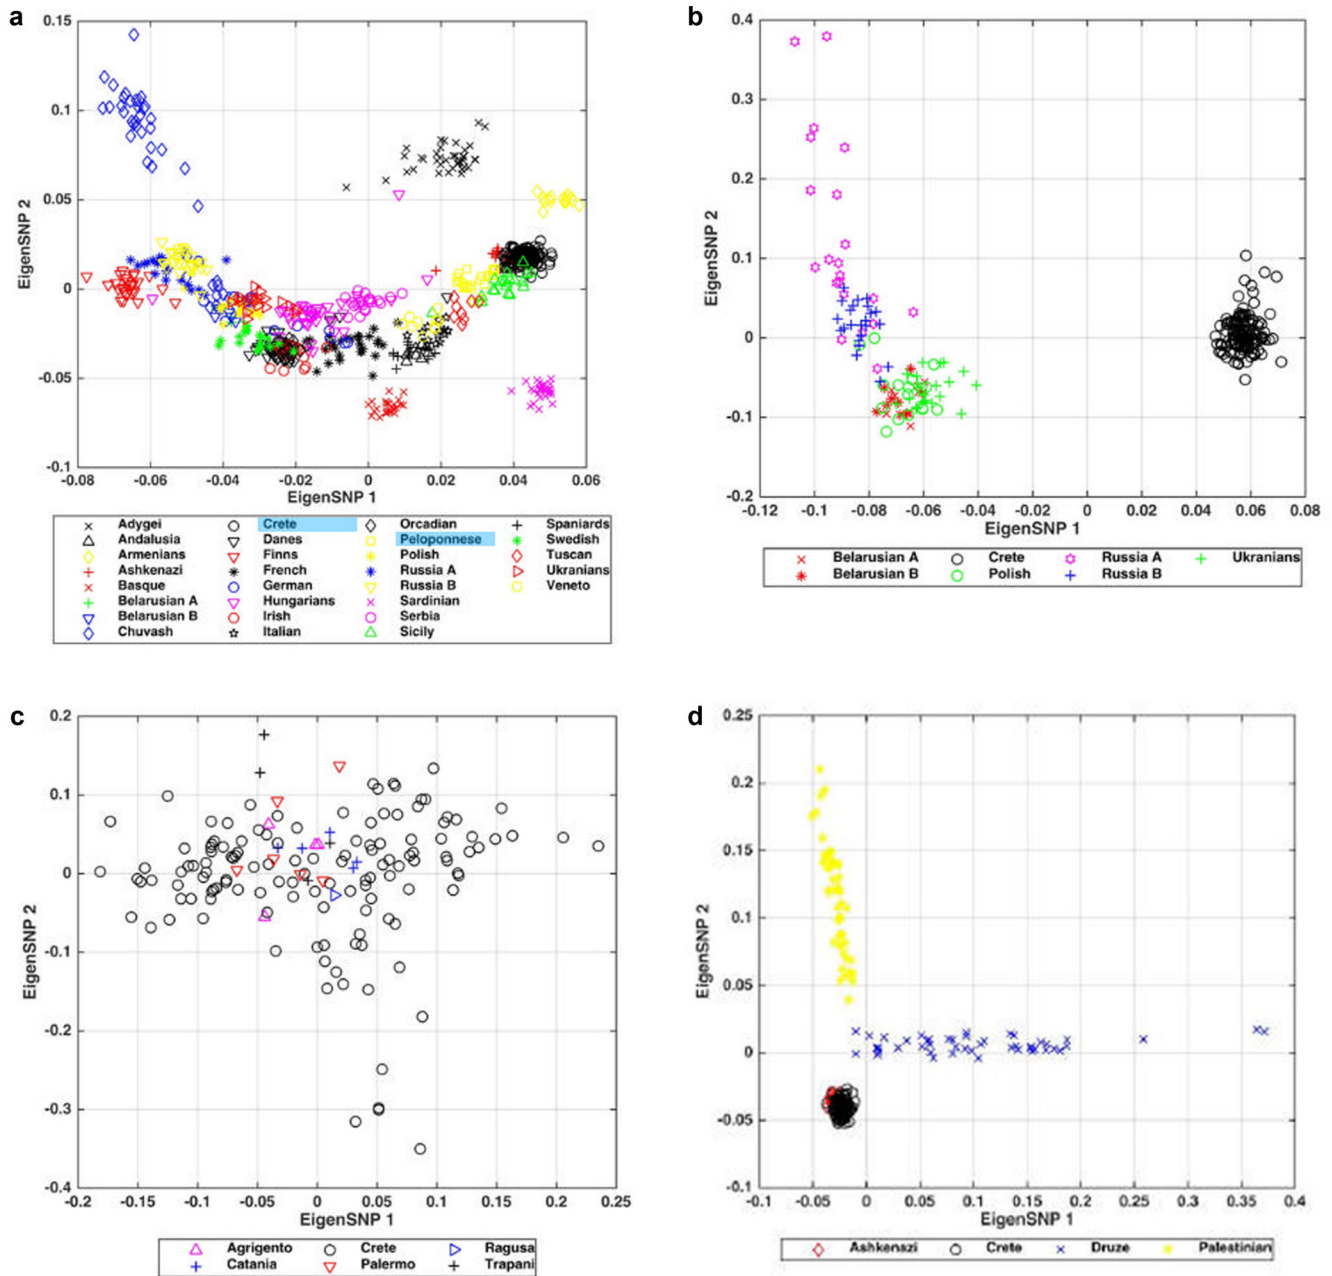 a
0.15
0.1
0.05
0
-0.05
-0.1
EigenSNP 2
-0.08 -0.06 -0.04 -0.02 0 0.02 0.04 0.06
EigenSNP 1
Adygei Crete Orcadian Spaniards
Andalusia Danes Peloponnese Swedish
Armenians Finns Polish Tuscan
Ashkenazi French Russia A Ukranians
Basque German Russia B Veneto
Belarusian A Hungarians Sardinian
Belarusian B Irish Serbia
Chuvash Italian Sicily
b
0.4
0.3
0.2
0.1
0
-0.1
-0.2
EigenSNP 2
-0.12 -0.1 -0.08 -0.06 -0.04 -0.02 0 0.02 0.04 0.06 0.08
EigenSNP 1
Belarusian A Crete Russia A Ukranians
Belarusian B Polish Russia B
c
0.2
0.1
0
-0.1
-0.2
-0.3
-0.4
EigenSNP 2
-0.2 -0.15 -0.1 -0.05 0 0.05 0.1 0.15 0.2 0.25
EigenSNP 1
Agrigento Crete Ragusa
Catania Palermo Trapani
d
0.25
0.2
0.15
0.1
0.05
0
-0.05
-0.1
EigenSNP 2
-0.1 -0.05 0 0.05 0.1 0.15 0.2 0.25 0.3 0.35 0.4
EigenSNP 1
Ashkenazi Crete Druze Palestinian